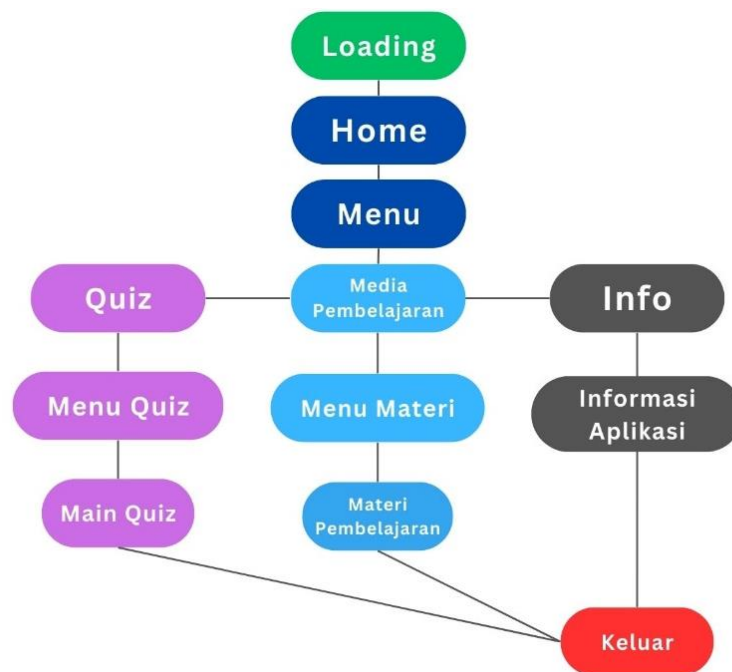 Loading
Home
Menu
Quiz
Media
Pembelajaran
Info
Menu Quiz
Menu Materi
Informasi
Aplikasi
Main Quiz
Materi
Pembelajaran
Keluar